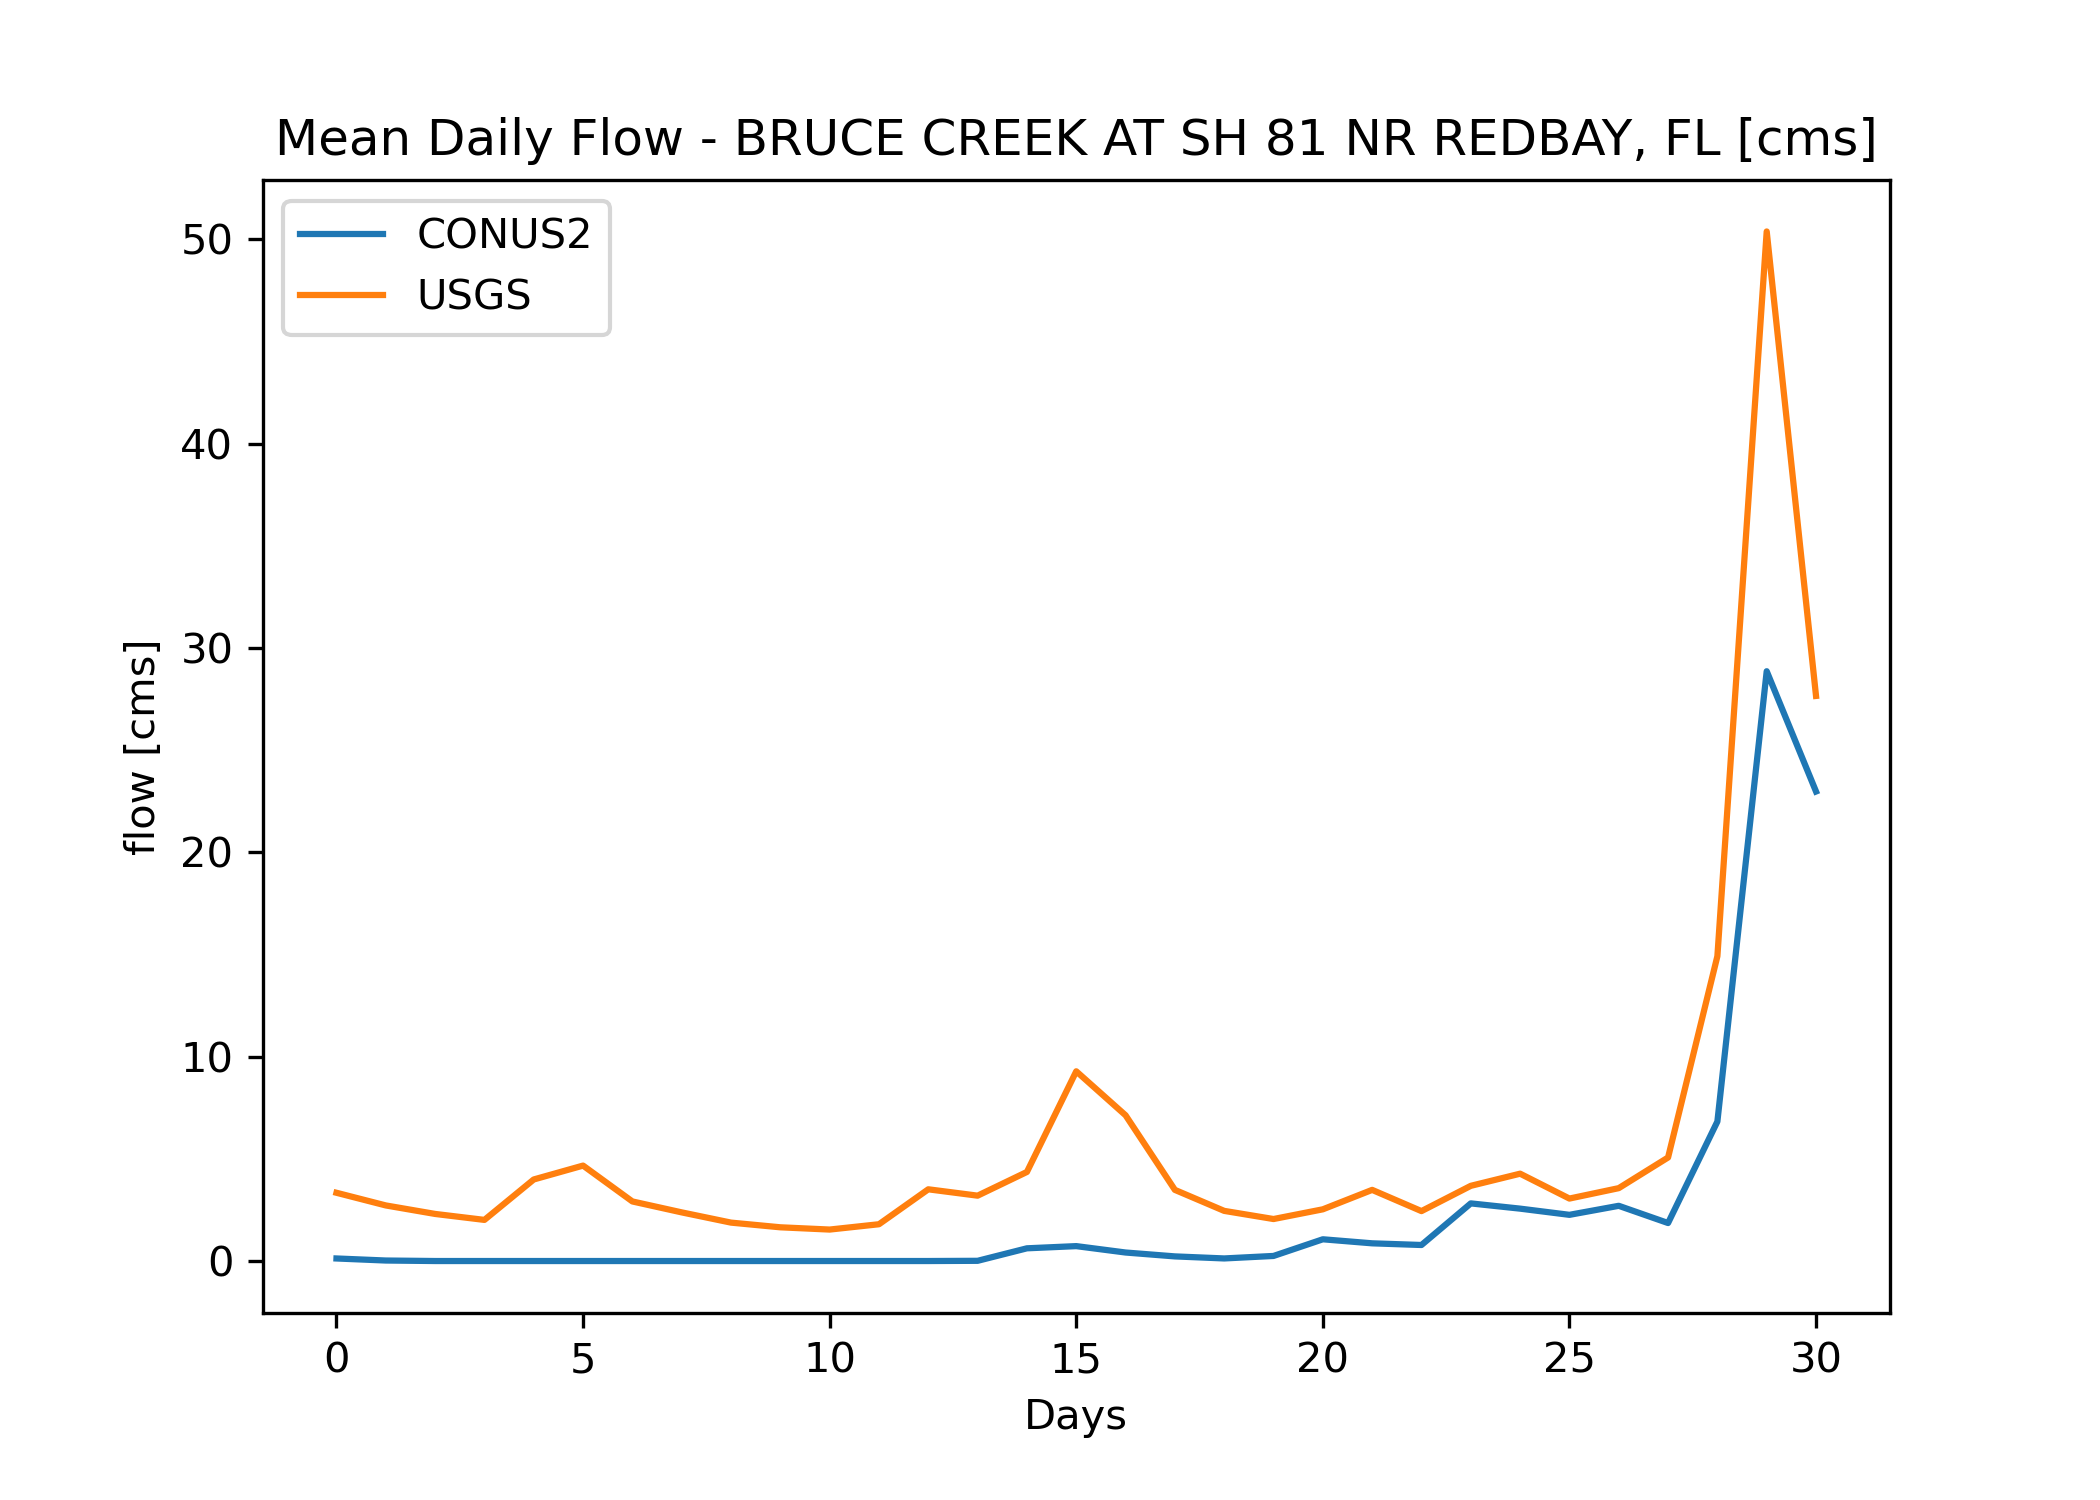 Mean Daily Flow - BRUCE CREEK AT SH 81 NR REDBAY, FL [cms]
CONUS2
USGS
50
40
30
20
10
0
flow [cms]
0 5 10 15 20 25 30
Days